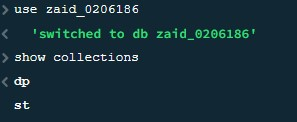 > use zaid_0206186
< 'switched to db zaid_0206186'
> show collections
< dp
st